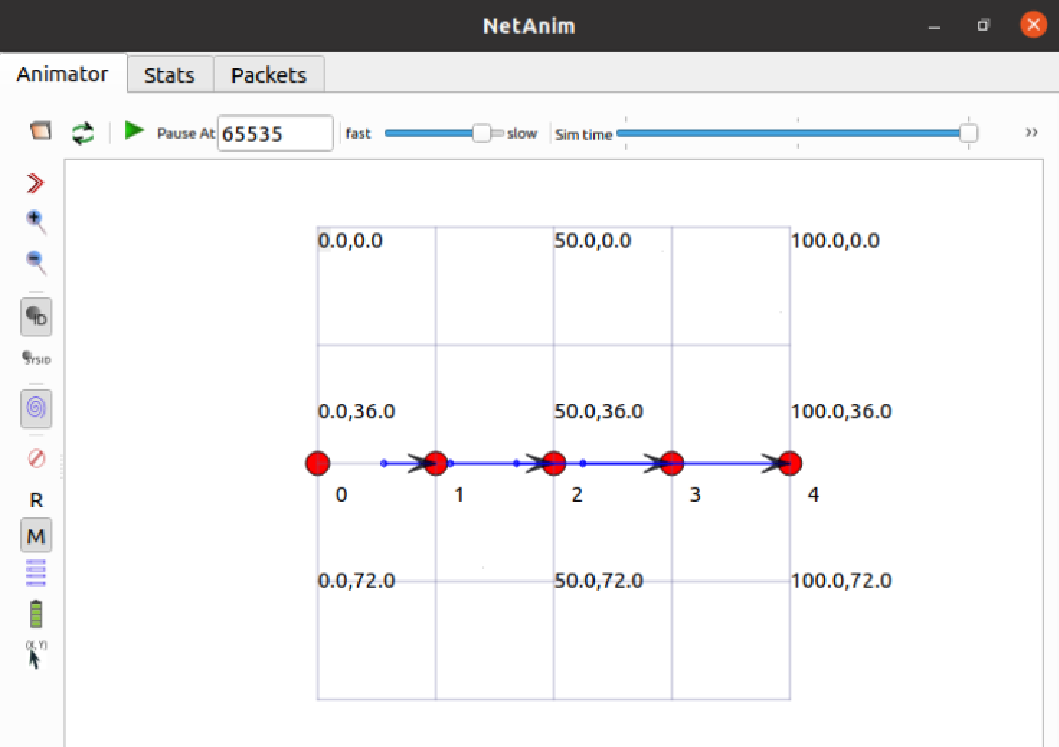 NetAnim
Animator Stats Packets
Pause At 65535 fast slow Sim time »
0.0,0.0 50.0,0.0 100.0,0.0
ID
SYSID
0.0,36.0 50.0,36.0 100.0,36.0
0 1 2 3 4
R
M
0.0,72.0 50.0,72.0 100.0,72.0
(X, Y)